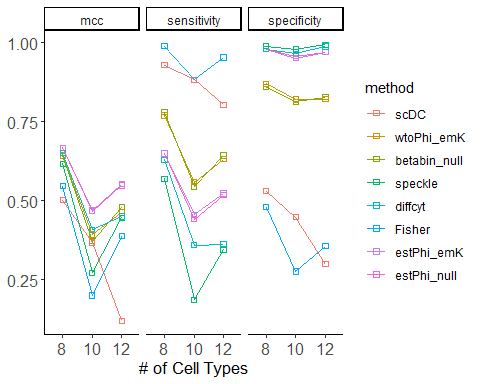 mcc sensitivity specificity
1.00
0.75
0.50
0.25
8 10 12 8 10 12 8 10 12
# of Cell Types
method
scDC
wtoPhi_emK
betabin_null
speckle
diffcyt
Fisher
estPhi_emK
estPhi_null